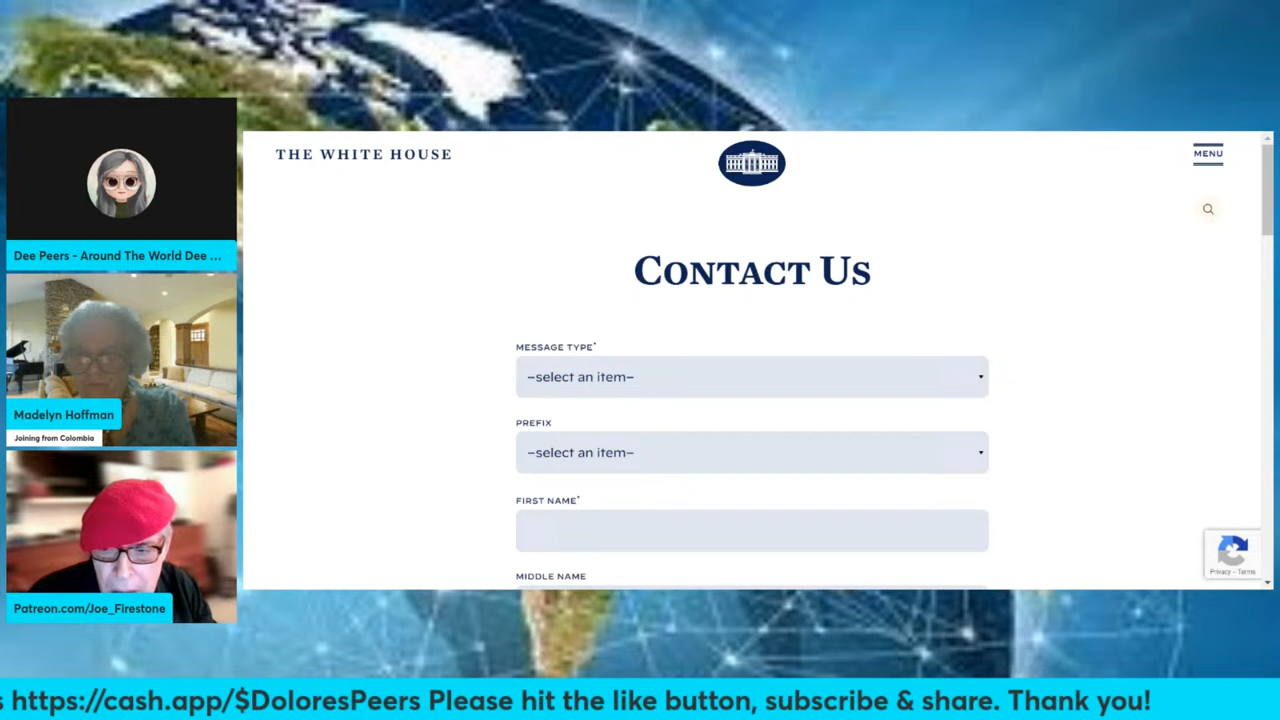 THE WHITE HOUSE
MENU
Dee Peers - Around The World Dee ...
Madelyn Hoffman
Joining from Colombia
Patreon.com/Joe_Firestone
CONTACT US
MESSAGE TYPE*
–select an item–
PREFIX
–select an item–
FIRST NAME*
MIDDLE NAME
Privacy - Terms
s https://cash.app/$DoloresPeers Please hit the like button, subscribe & share. Thank you!